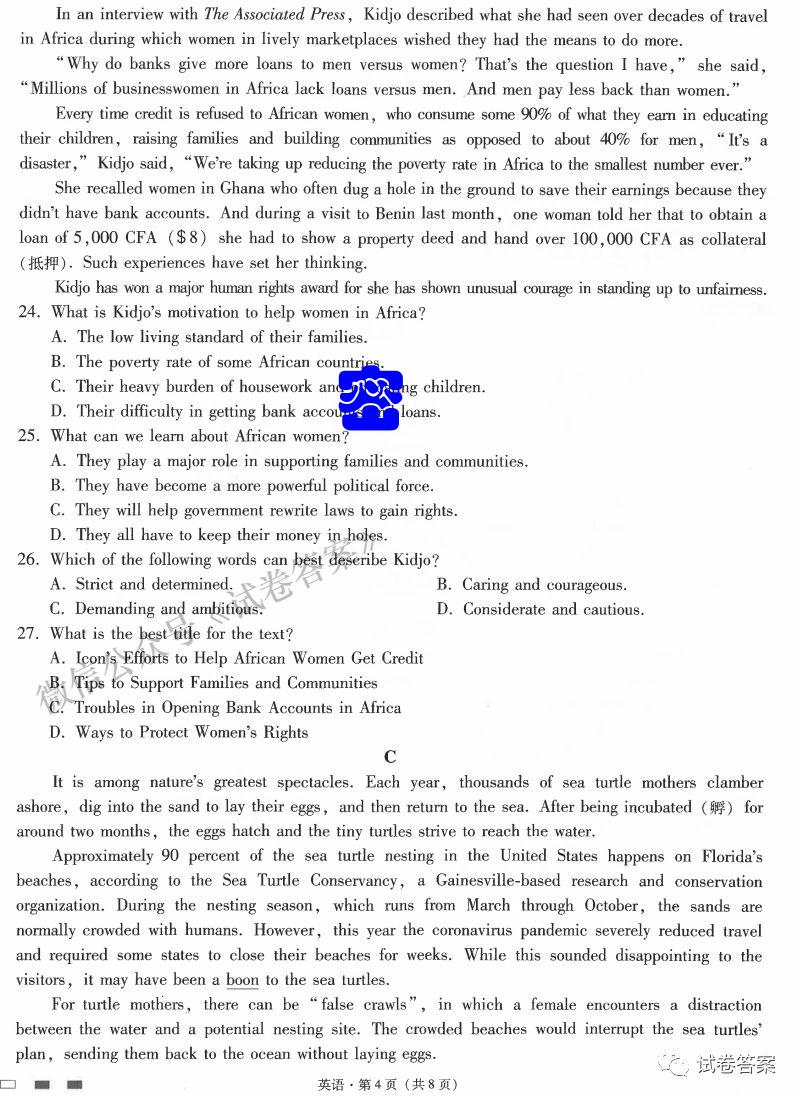 In an interview with The Associated Press, Kidjo described what she had seen over decades of travel
in Africa during which women in lively marketplaces wished they had the means to do more.
“Why do banks give more loans to men versus women? That’s the question I have,” she said,
“Millions of businesswomen in Africa lack loans versus men. And men pay less back than women.”
Every time credit is refused to African women, who consume some 90% of what they earn in educating
their children, raising families and building communities as opposed to about 40% for men, “It’s a
disaster,” Kidjo said, “We’re taking up reducing the poverty rate in Africa to the smallest number ever.”
She recalled women in Ghana who often dug a hole in the ground to save their earnings because they
didn’t have bank accounts. And during a visit to Benin last month, one woman told her that to obtain a
loan of 5,000 CFA ($8) she had to show a property deed and hand over 100,000 CFA as collateral
(抵押). Such experiences have set her thinking.
Kidjo has won a major human rights award for she has shown unusual courage in standing up to unfairness.
24. What is Kidjo’s motivation to help women in Africa?
A. The low living standard of their families.
B. The poverty rate of some African countries.
C. Their heavy burden of housework and ng children.
D. Their difficulty in getting bank accou loans.
25. What can we learn about African women?
A. They play a major role in supporting families and communities.
B. They have become a more powerful political force.
C. They will help government rewrite laws to gain rights.
D. They all have to keep their money in holes.
26. Which of the following words can best describe Kidjo?
A. Strict and determined. B. Caring and courageous.
C. Demanding and ambitious. D. Considerate and cautious.
27. What is the best title for the text?
A. Icon’s Efforts to Help African Women Get Credit
B. Tips to Support Families and Communities
C. Troubles in Opening Bank Accounts in Africa
D. Ways to Protect Women’s Rights
微信公众号《试卷答案》
C
It is among nature’s greatest spectacles. Each year, thousands of sea turtle mothers clamber
ashore, dig into the sand to lay their eggs, and then return to the sea. After being incubated (孵) for
around two months, the eggs hatch and the tiny turtles strive to reach the water.
Approximately 90 percent of the sea turtle nesting in the United States happens on Florida’s
beaches, according to the Sea Turtle Conservancy, a Gainesville-based research and conservation
organization. During the nesting season, which runs from March through October, the sands are
normally crowded with humans. However, this year the coronavirus pandemic severely reduced travel
and required some states to close their beaches for weeks. While this sounded disappointing to the
visitors, it may have been a boon to the sea turtles.
For turtle mothers, there can be “false crawls”, in which a female encounters a distraction
between the water and a potential nesting site. The crowded beaches would interrupt the sea turtles’
plan, sending them back to the ocean without laying eggs.
试卷答案
英语·第4页(共8页)